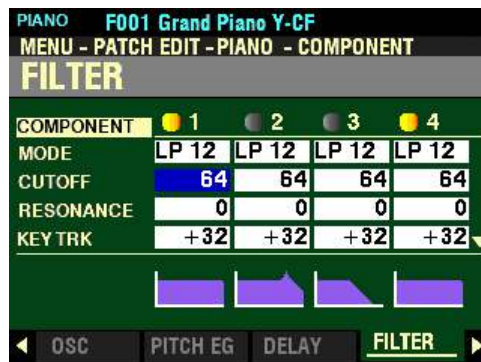 PIANO F001 Grand Piano Y-CF
MENU - PATCH EDIT -PIANO - COMPONENT
FILTER
COMPONENT 1 2 3 4
MODE LP 12 LP 12 LP 12 LP 12
CUTOFF 64 64 64 64
RESONANCE 0 0 0 0
KEY TRK +32 +32 +32 +32
OSC PITCH EG DELAY FILTER